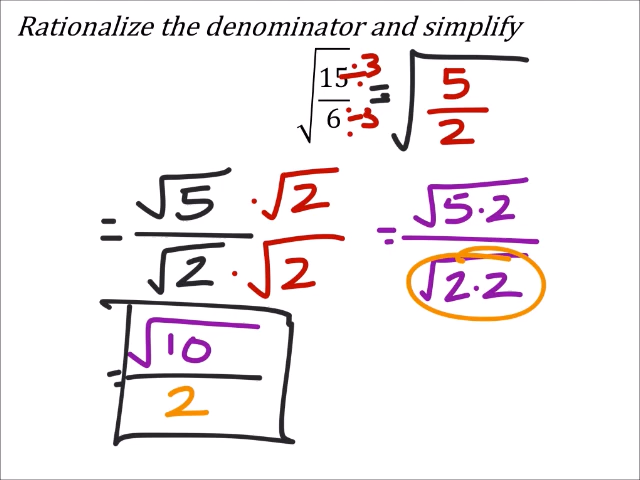 Rationalize the denominator and simplify
√(15/6) ÷3 ÷3 = √(5/2)
= √5/√2 · √2/√2 = √(5·2)/√(2·2)
= √10/2